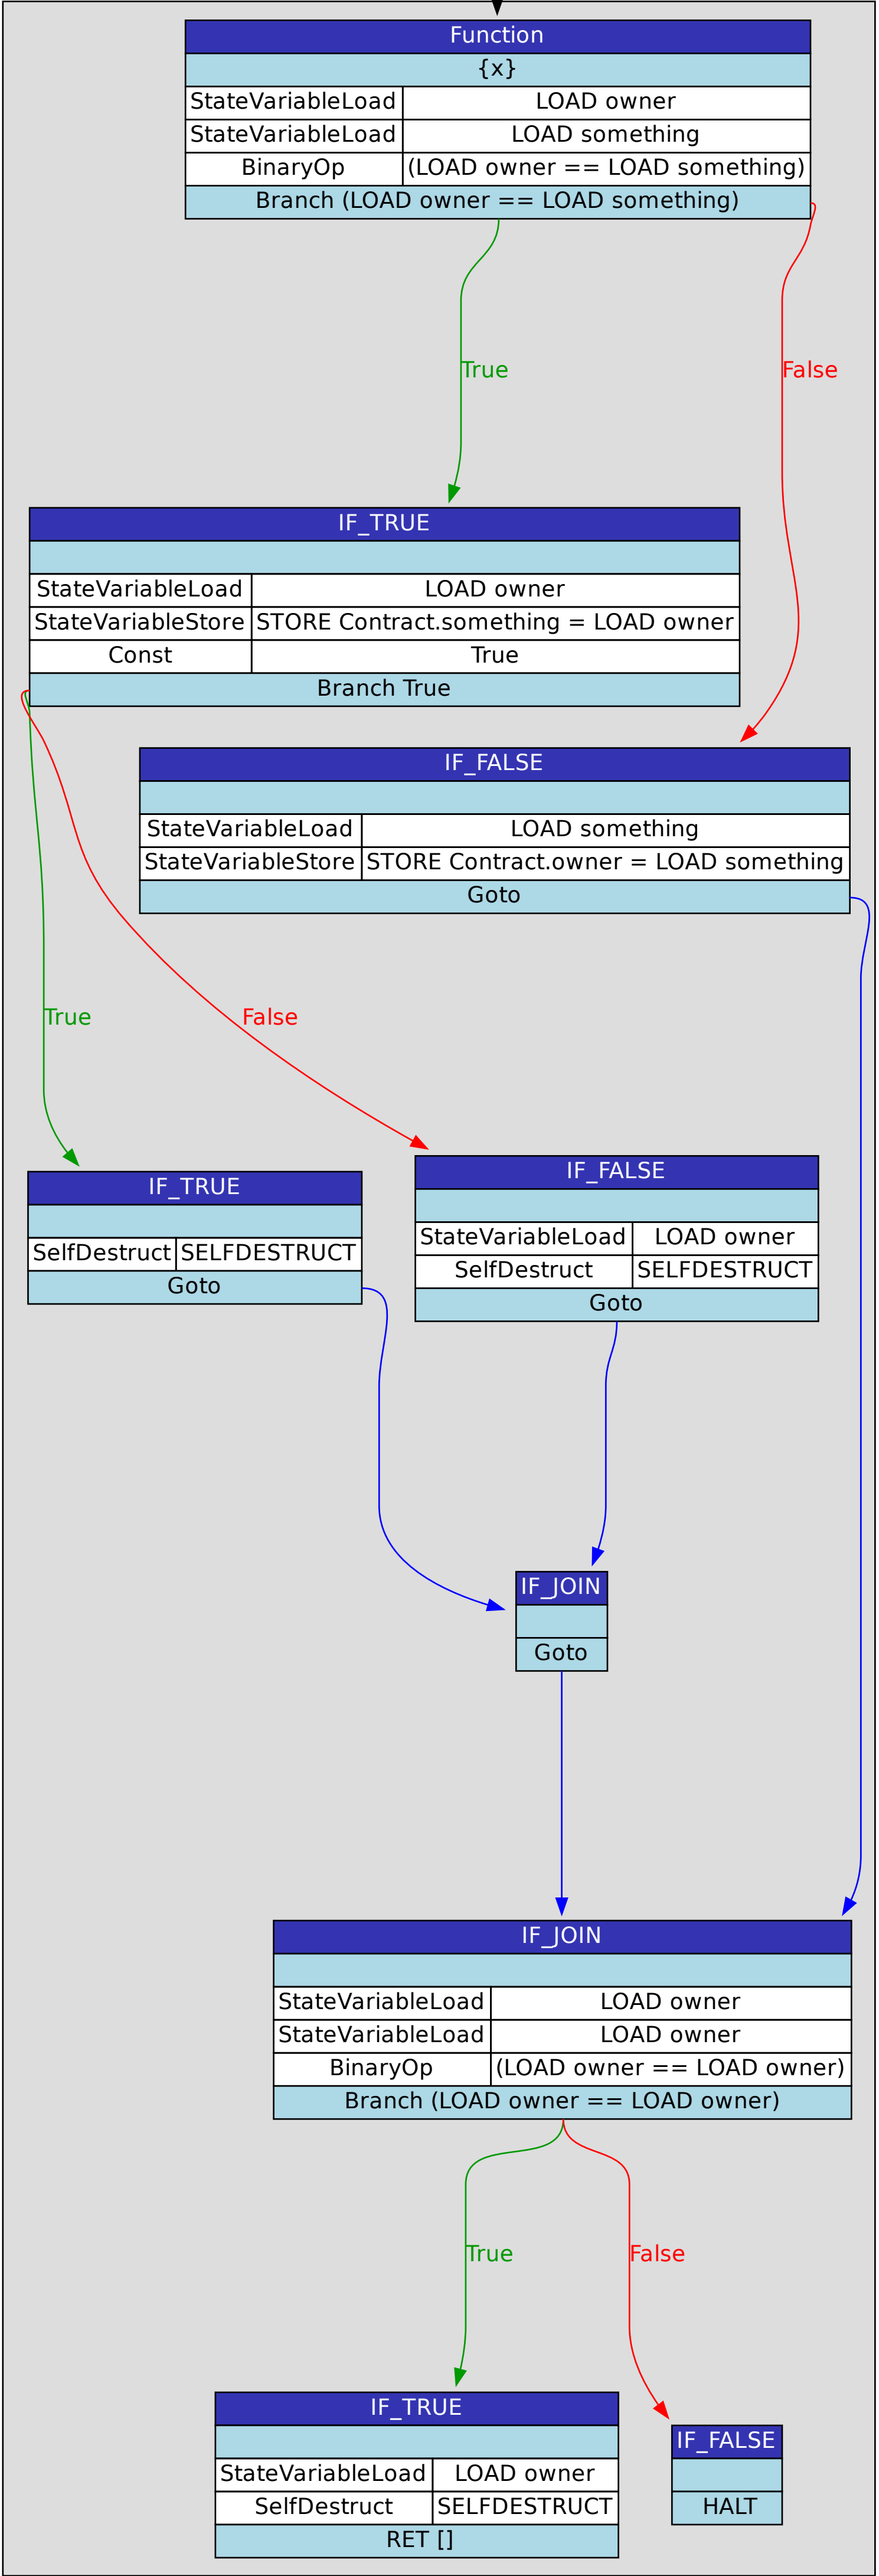 Function
{x}
StateVariableLoad LOAD owner
StateVariableLoad LOAD something
BinaryOp (LOAD owner == LOAD something)
Branch (LOAD owner == LOAD something)
True
False
IF_TRUE
StateVariableLoad LOAD owner
StateVariableStore STORE Contract.something = LOAD owner
Const True
Branch True
IF_FALSE
StateVariableLoad LOAD something
StateVariableStore STORE Contract.owner = LOAD something
Goto
True
False
IF_TRUE
SelfDestruct SELFDESTRUCT
Goto
IF_FALSE
StateVariableLoad LOAD owner
SelfDestruct SELFDESTRUCT
Goto
IF_JOIN
Goto
IF_JOIN
StateVariableLoad LOAD owner
StateVariableLoad LOAD owner
BinaryOp (LOAD owner == LOAD owner)
Branch (LOAD owner == LOAD owner)
True
False
IF_TRUE
StateVariableLoad LOAD owner
SelfDestruct SELFDESTRUCT
RET []
IF_FALSE
HALT